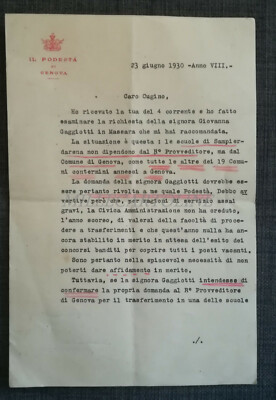 IL PODESTÀ
DI
GENOVA
23 giugno 1930 -Anno VIII.-
Caro Cugino,
Ho ricevuto la tua del 4 corrente e ho fatto
esaminare la richiesta della signora Giovanna
Gaggiotti in Massara che mi hai raccomandata.
La situazione è questa : le scuole di Sampier-
darena non dipendono dal R° Provveditore, ma dal
Comune di Genova, come tutte le altre dei 19 Comu
ni contermini annessi a Genova.
La domanda della signora Gaggiotti dovrebbe es-
sere pertanto rivolta a me quale Podestà. Debbo av
vertire però che, per ragioni di carattere
gerale, la Civica Amministrazione non ha creduto,
l'anno scorso, di valersi della facoltà di proce-
dere a trasferimenti e che quest'anno nulla ha an-
cora stabilito in merito in attesa dell'esito dei
concorsi banditi per coprire tutti i posti vacanti.
Sono pertanto nella spiacevole necessità di non
poterti dare affidamento in merito.
Tuttavia, se la signora Gaggiotti intendesse di
confermare la propria domanda al R° Provveditore
di Genova per il trasferimento in una delle scuole
./.